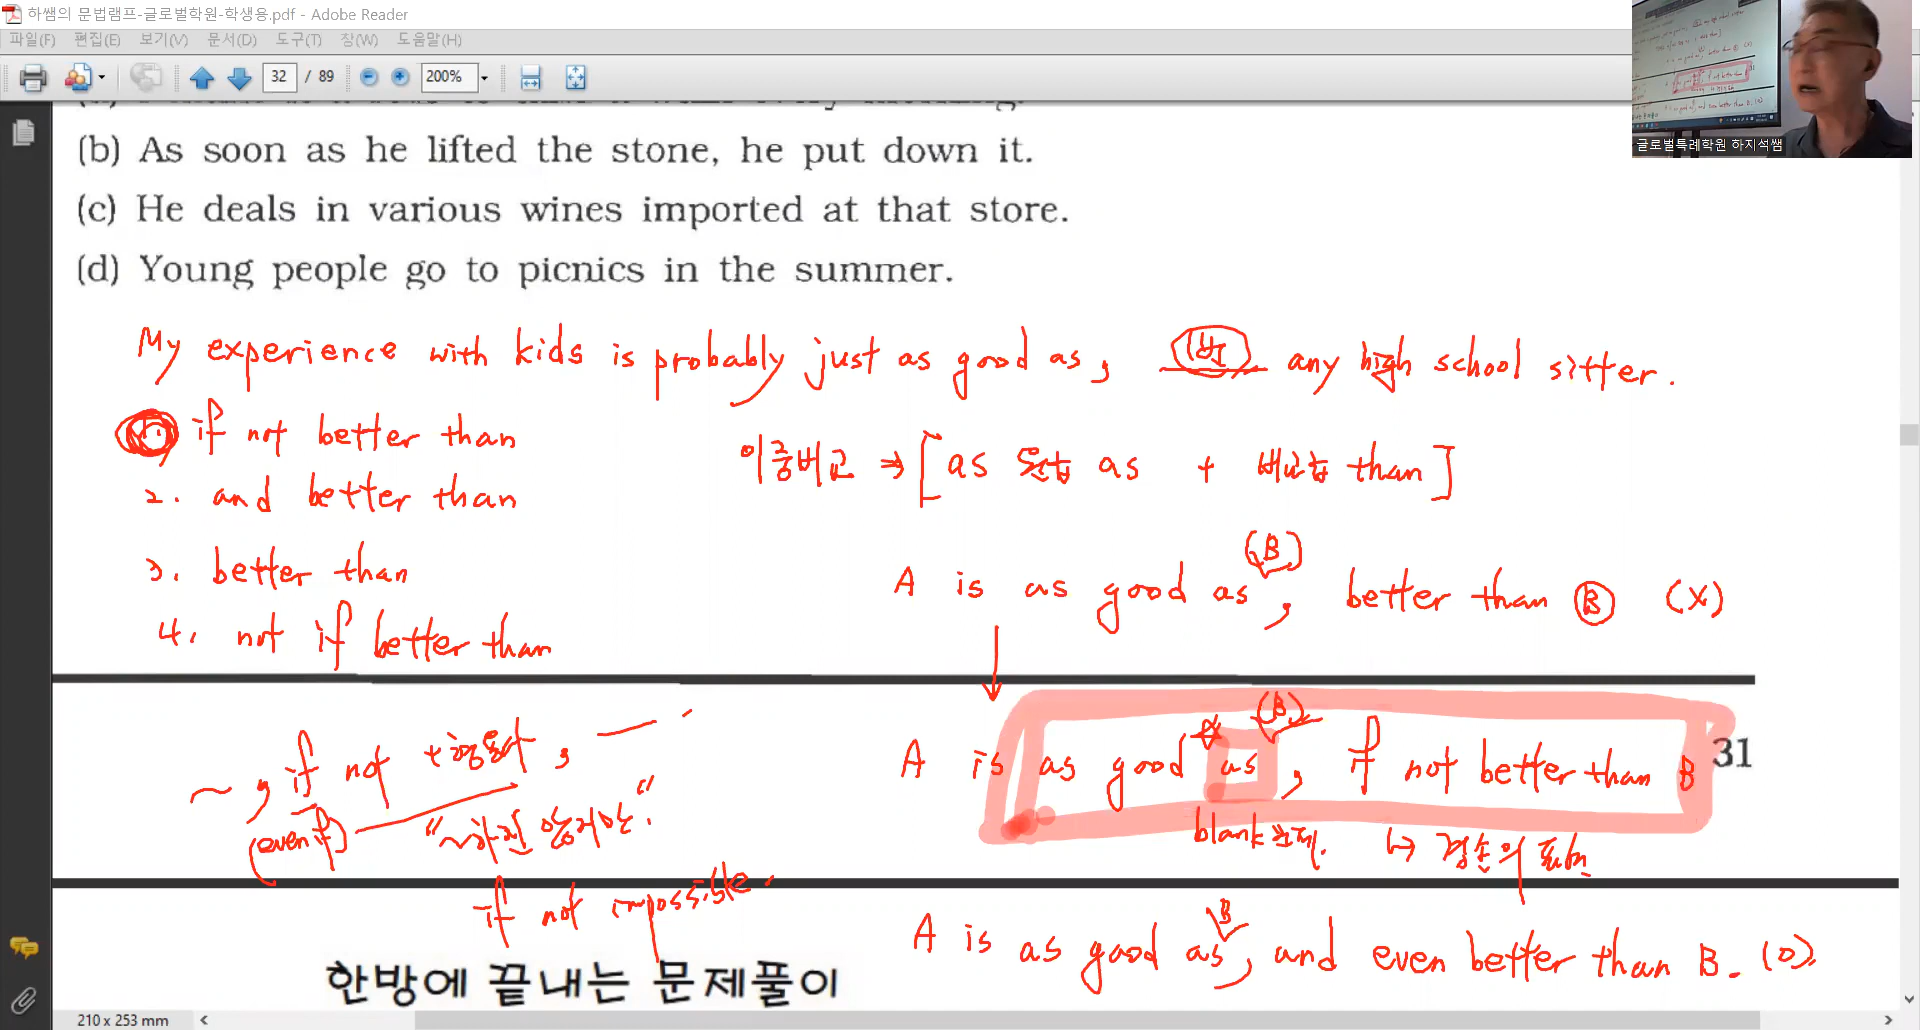 하쌤의 문법램프-글로벌학원-학생용.pdf - Adobe Reader
파일(F) 편집(E) 보기(V) 문서(D) 도구(T) 창(W) 도움말(H)
32 / 89 200%
글로벌특례학원 하지석쌤
(b) As soon as he lifted the stone, he put down it.
(c) He deals in various wines imported at that store.
(d) Young people go to picnics in the summer.
My experience with kids is probably just as good as, any high school sitter.
if not better than
이중비교 ⇒ [as 원급 as + 비교급 than]
2. and better than
3. better than
(B)
A is as good as, better than B (X)
4. not if better than
(B)
A is as good as, if not better than B
31
~, if not + 형용사,
(even if)
"~하진 않지만"
blank 문제. ↳ 겸손의 표현
if not impossible.
B
A is as good as, and even better than B. (O).
한방에 끝내는 문제풀이
210 x 253 mm